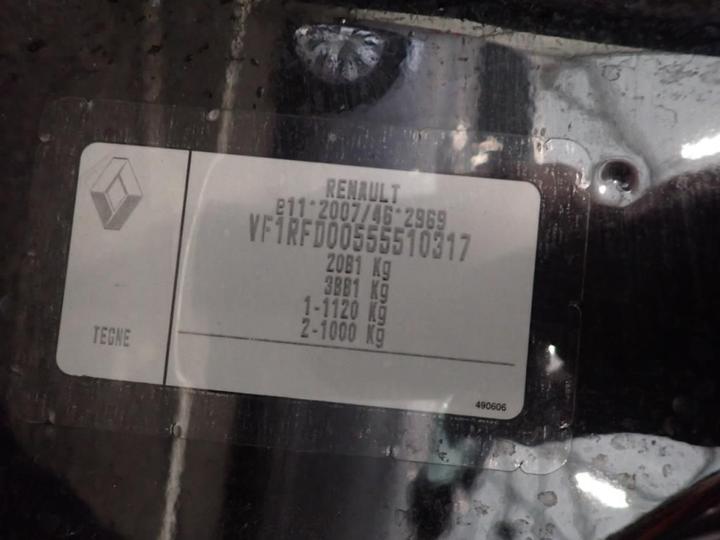 RENAULT
e11*2007/46*2969
VF1RFD00555510317
2081 Kg
3881 Kg
1-1120 Kg
2-1000 Kg
TEGNE
490606